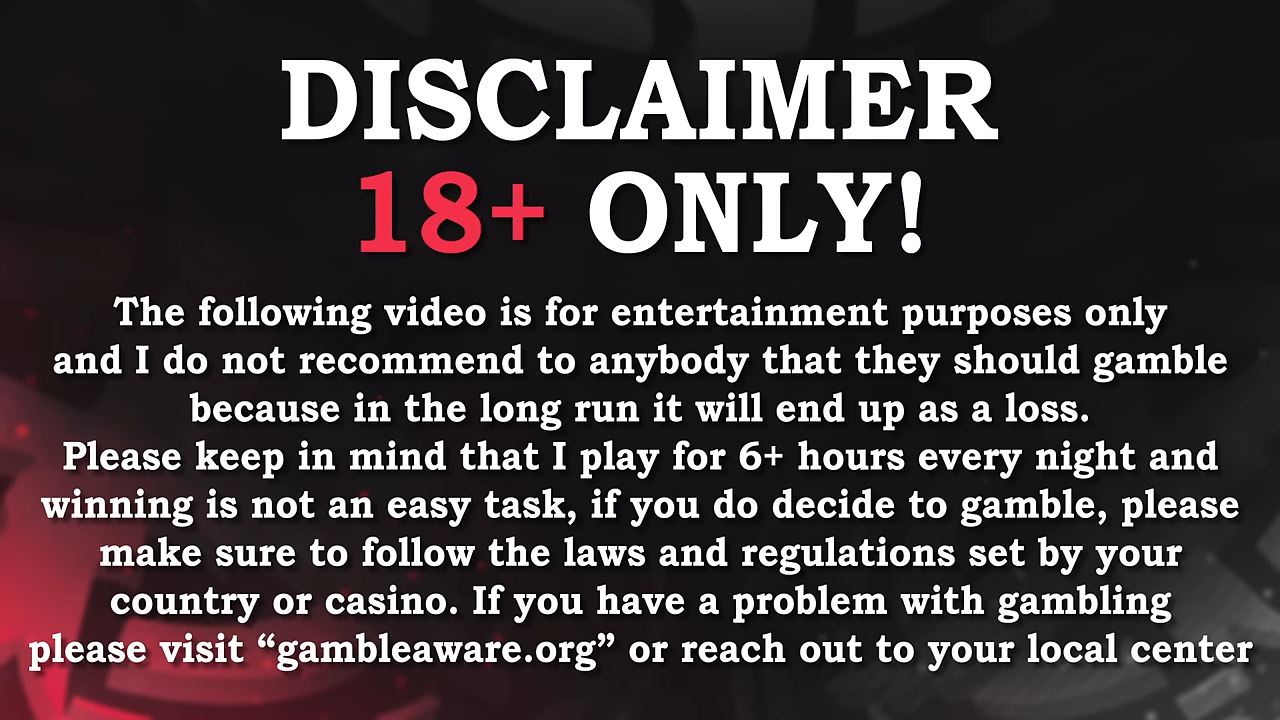 DISCLAIMER
18+ ONLY!
The following video is for entertainment purposes only
and I do not recommend to anybody that they should gamble
because in the long run it will end up as a loss.
Please keep in mind that I play for 6+ hours every night and
winning is not an easy task, if you do decide to gamble, please
make sure to follow the laws and regulations set by your
country or casino. If you have a problem with gambling
please visit “gambleaware.org” or reach out to your local center